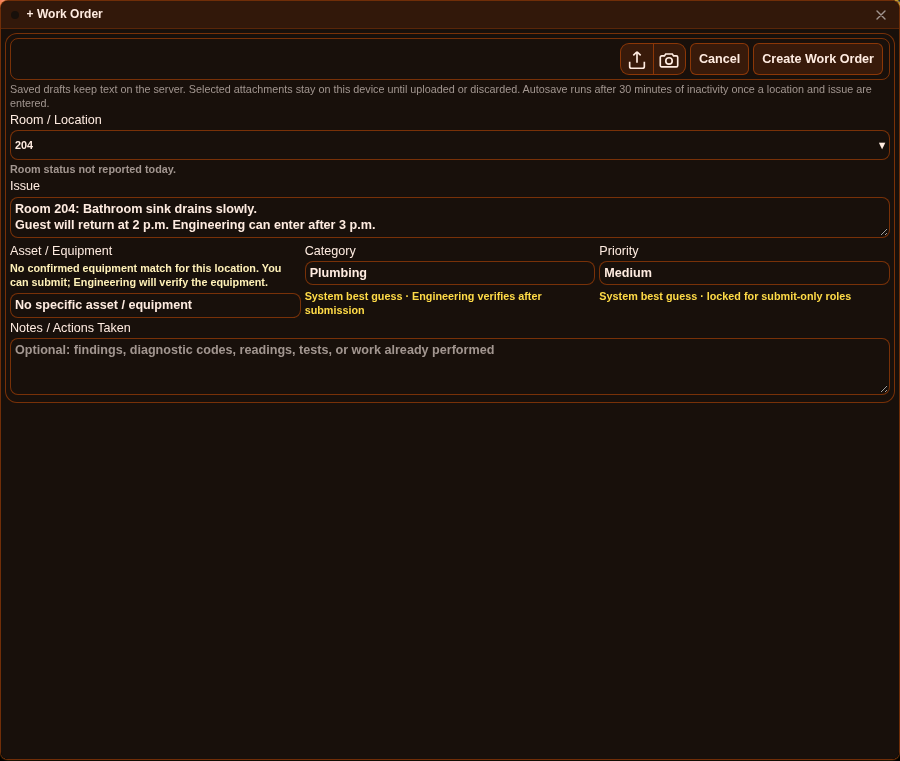 + Work Order
Cancel
Create Work Order
Saved drafts keep text on the server. Selected attachments stay on this device until uploaded or discarded. Autosave runs after 30 minutes of inactivity once a location and issue are
entered.
Room / Location
204
Room status not reported today.
Issue
Room 204: Bathroom sink drains slowly.
Guest will return at 2 p.m. Engineering can enter after 3 p.m.
Asset / Equipment
No confirmed equipment match for this location. You
can submit; Engineering will verify the equipment.
No specific asset / equipment
Category
Plumbing
System best guess · Engineering verifies after
submission
Priority
Medium
System best guess · locked for submit-only roles
Notes / Actions Taken
Optional: findings, diagnostic codes, readings, tests, or work already performed